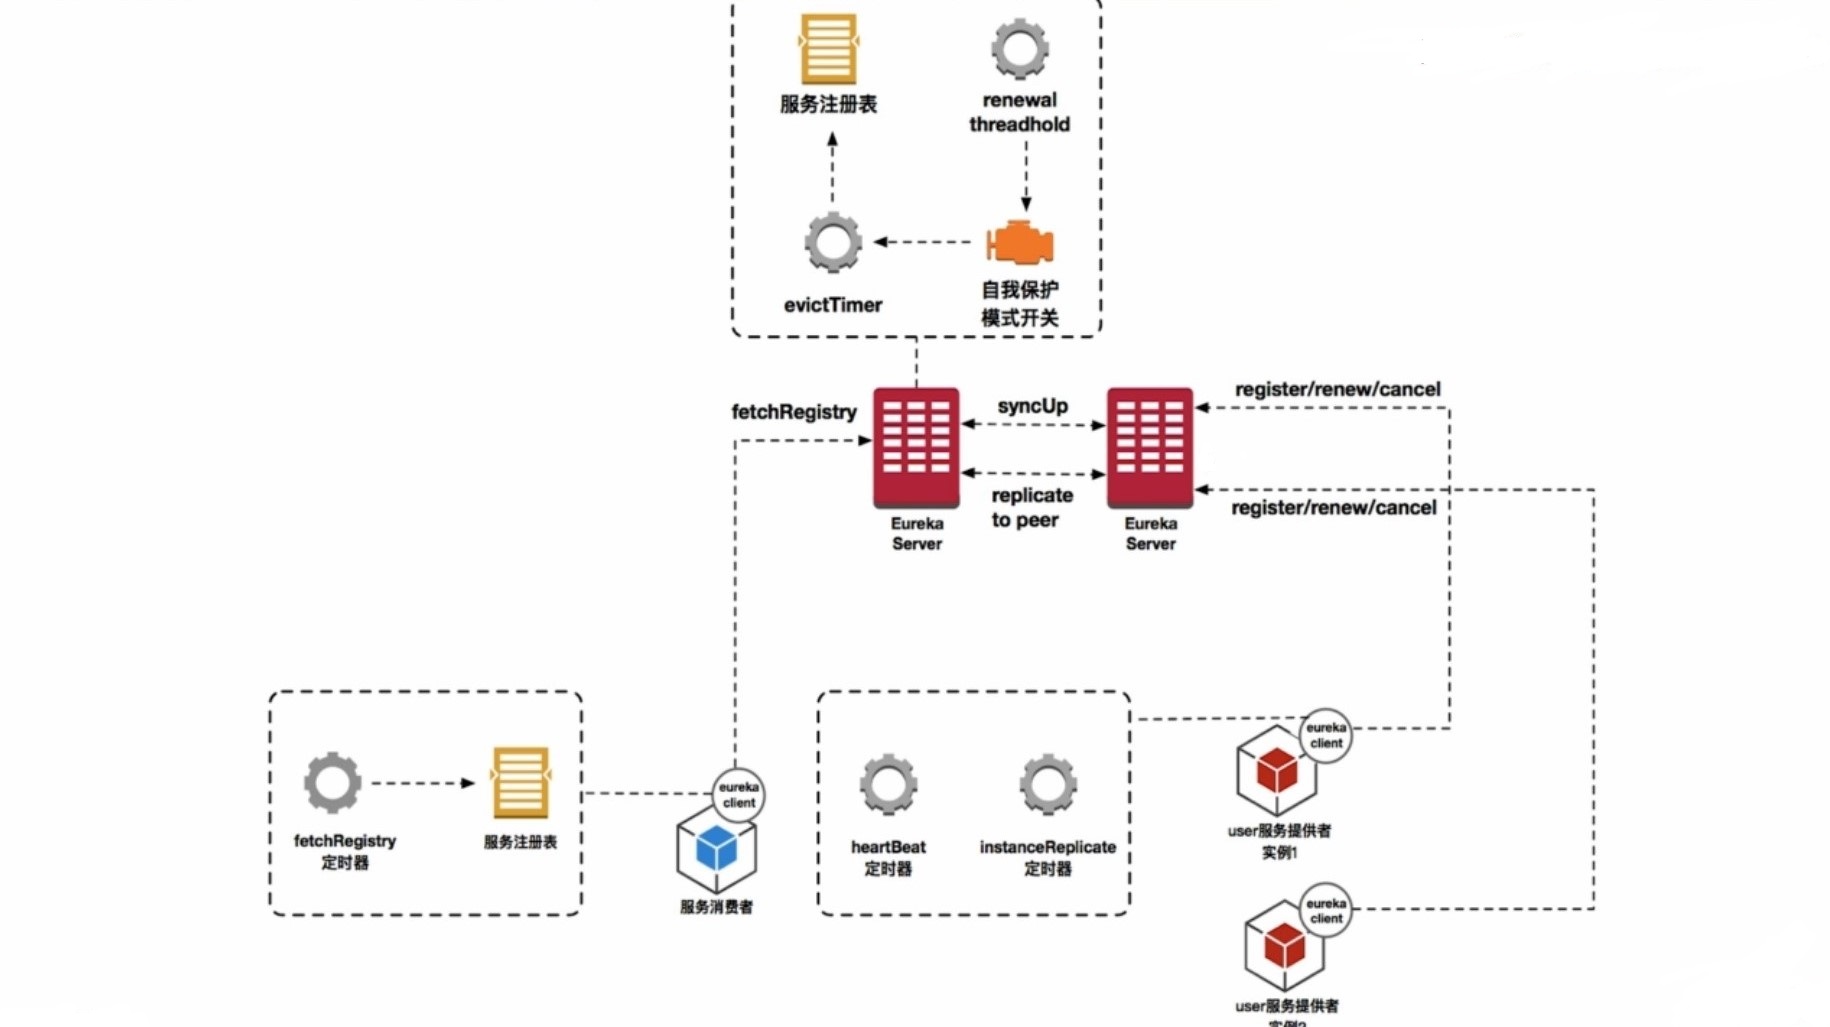 服务注册表
renewal
threadhold
evictTimer
自我保护
模式开关
fetchRegistry
syncUp
register/renew/cancel
replicate
to peer
register/renew/cancel
Eureka
Server
Eureka
Server
fetchRegistry
定时器
服务注册表
eureka
client
服务消费者
heartBeat
定时器
instanceReplicate
定时器
eureka
client
user服务提供者
实例1
eureka
client
user服务提供者